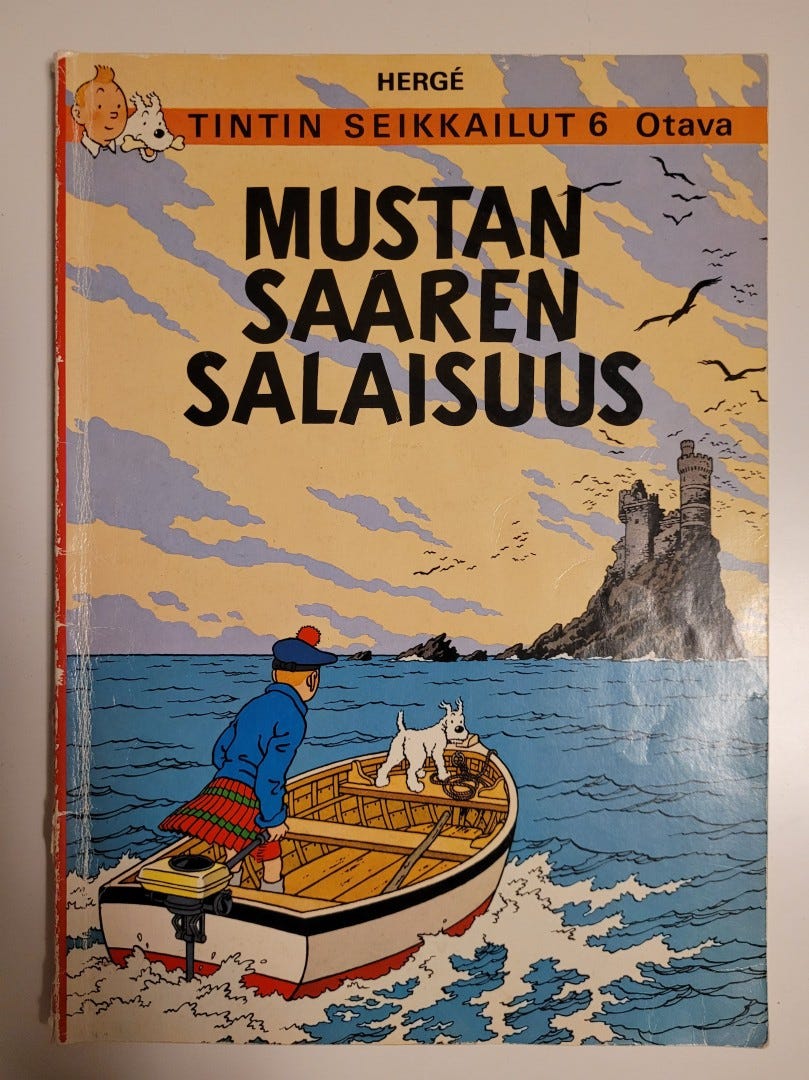 HERGÉ
TINTIN SEIKKAILUT 6 Otava
MUSTAN
SAAREN
SALAISUUS